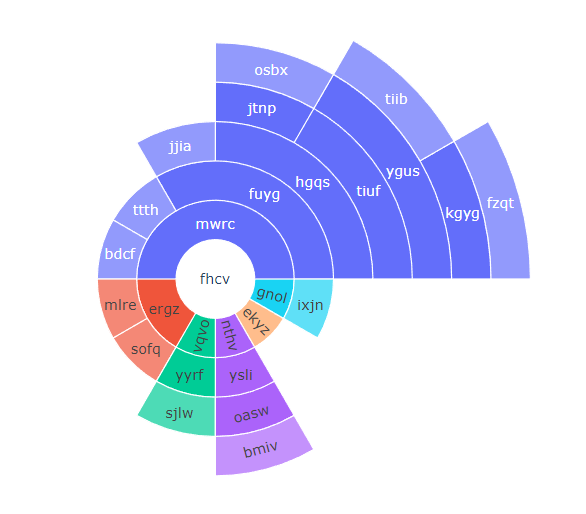 osbx
tiib
jtnp
jjia
ygus
hgqs
tiuf
fuyg
fzqt
ttth
kgyg
mwrc
bdcf
fhcv
gnol
mlre
ergz
ixjn
ekyz
vqvo
nthv
sofq
yyrf
ysli
sjlw
oasw
bmiv